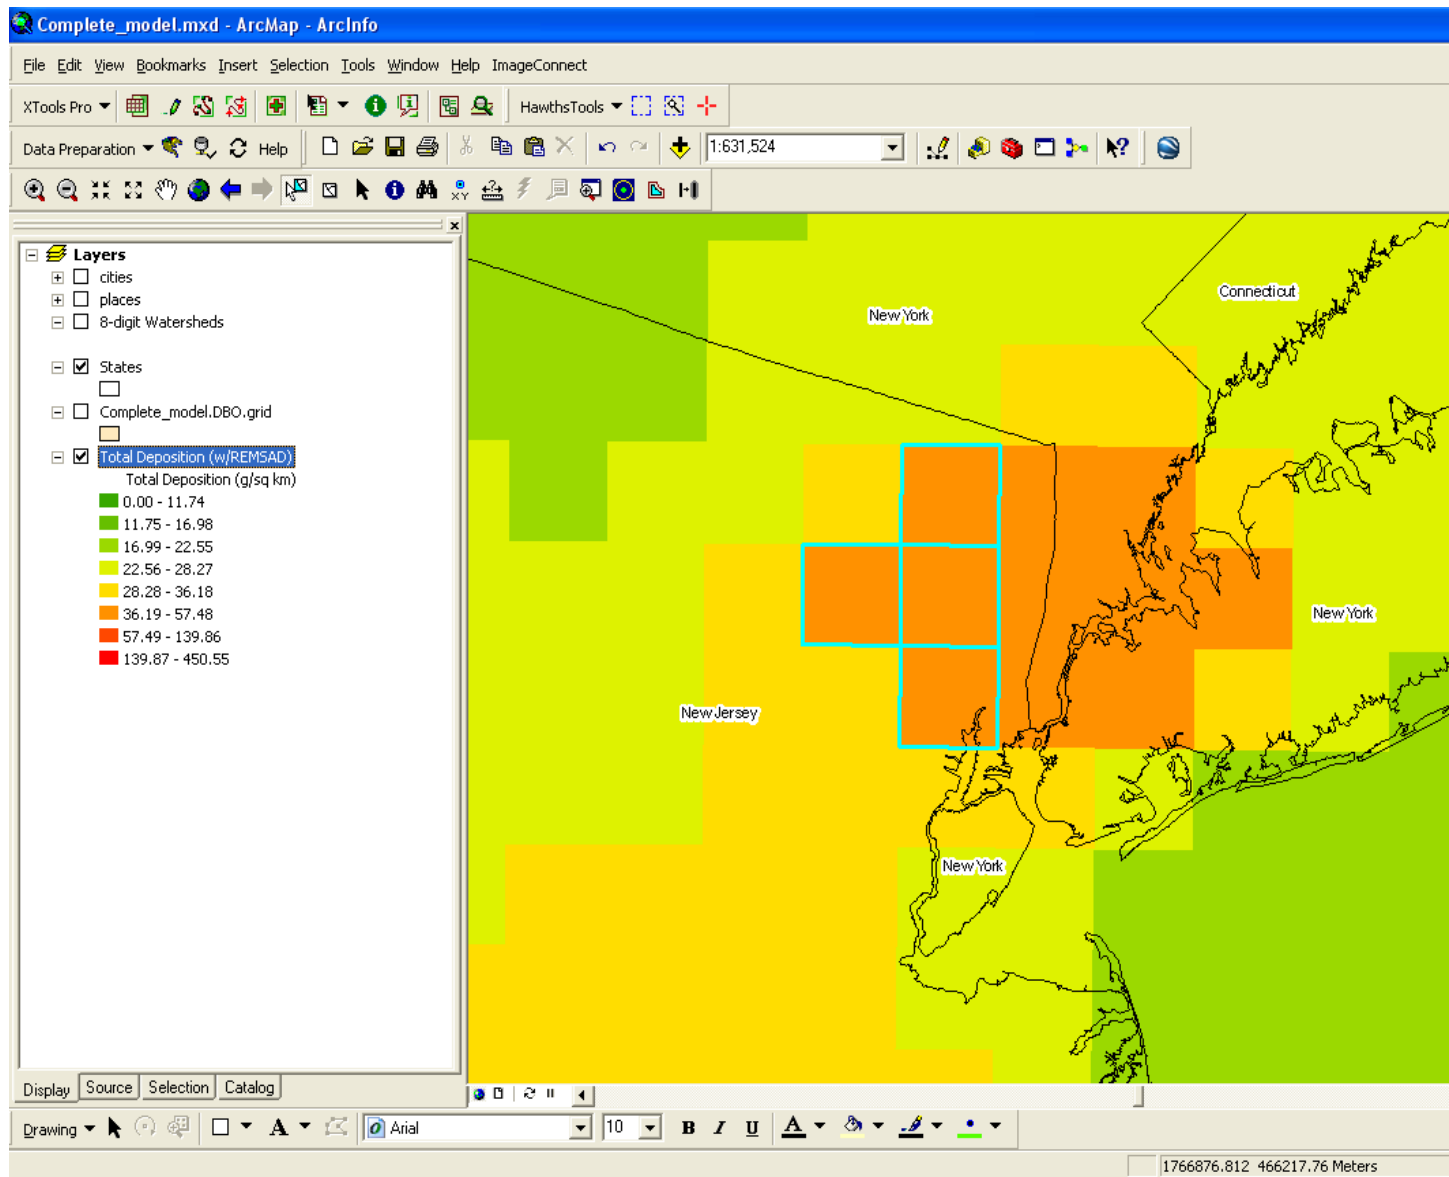 Complete_model.mxd - ArcMap - ArcInfo
File Edit View Bookmarks Insert Selection Tools Window Help ImageConnect
XTools Pro HawthsTools
Data Preparation Help 1:631,524
Layers
cities
places
8-digit Watersheds
States
Complete_model.DBO.grid
Total Deposition (w/REMSAD)
Total Deposition (g/sq km)
0.00 - 11.74
11.75 - 16.98
16.99 - 22.55
22.56 - 28.27
28.28 - 36.18
36.19 - 57.48
57.49 - 139.86
139.87 - 450.55
Connecticut
New York
New York
New Jersey
New York
Display Source Selection Catalog
Drawing A Arial 10 B I U A
1766876.812 466217.76 Meters